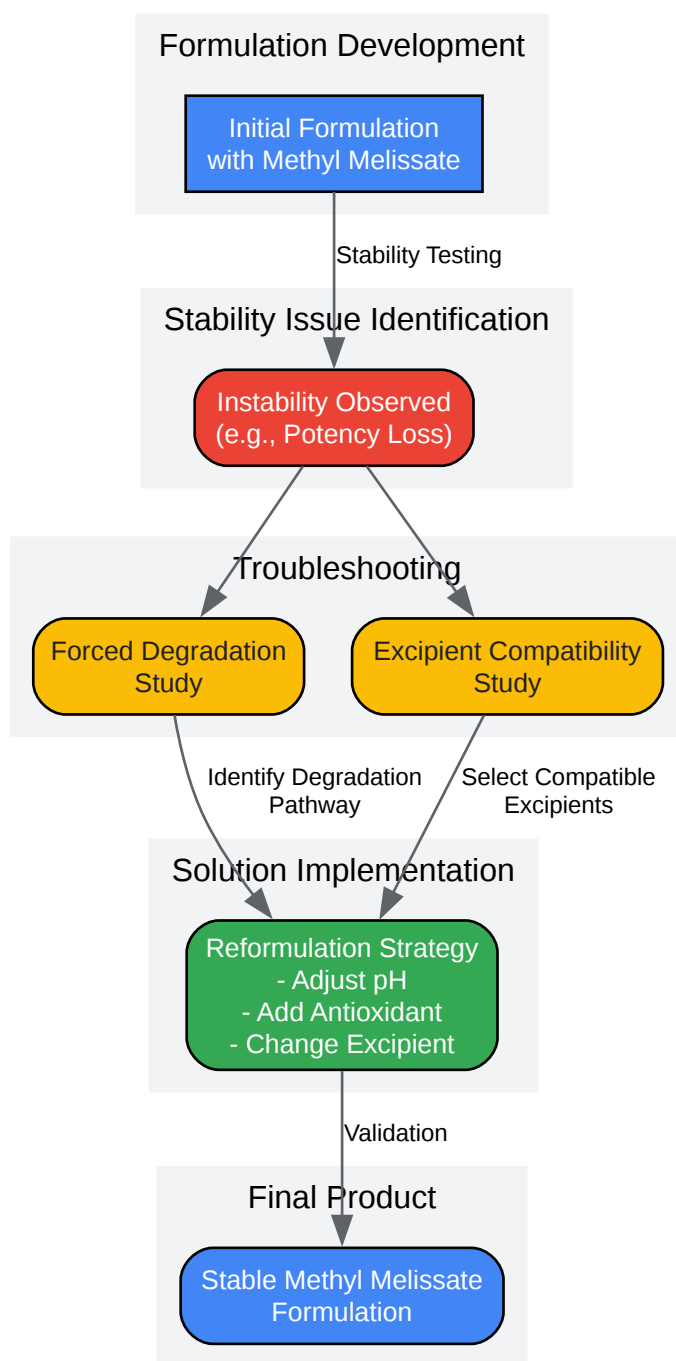 Formulation Development
Initial Formulation
with Methyl Melissate
Stability Testing
Stability Issue Identification
Instability Observed
(e.g., Potency Loss)
Troubleshooting
Forced Degradation
Study
Excipient Compatibility
Study
Identify Degradation
Pathway
Select Compatible
Excipients
Solution Implementation
Reformulation Strategy
- Adjust pH
- Add Antioxidant
- Change Excipient
Validation
Final Product
Stable Methyl Melissate
Formulation